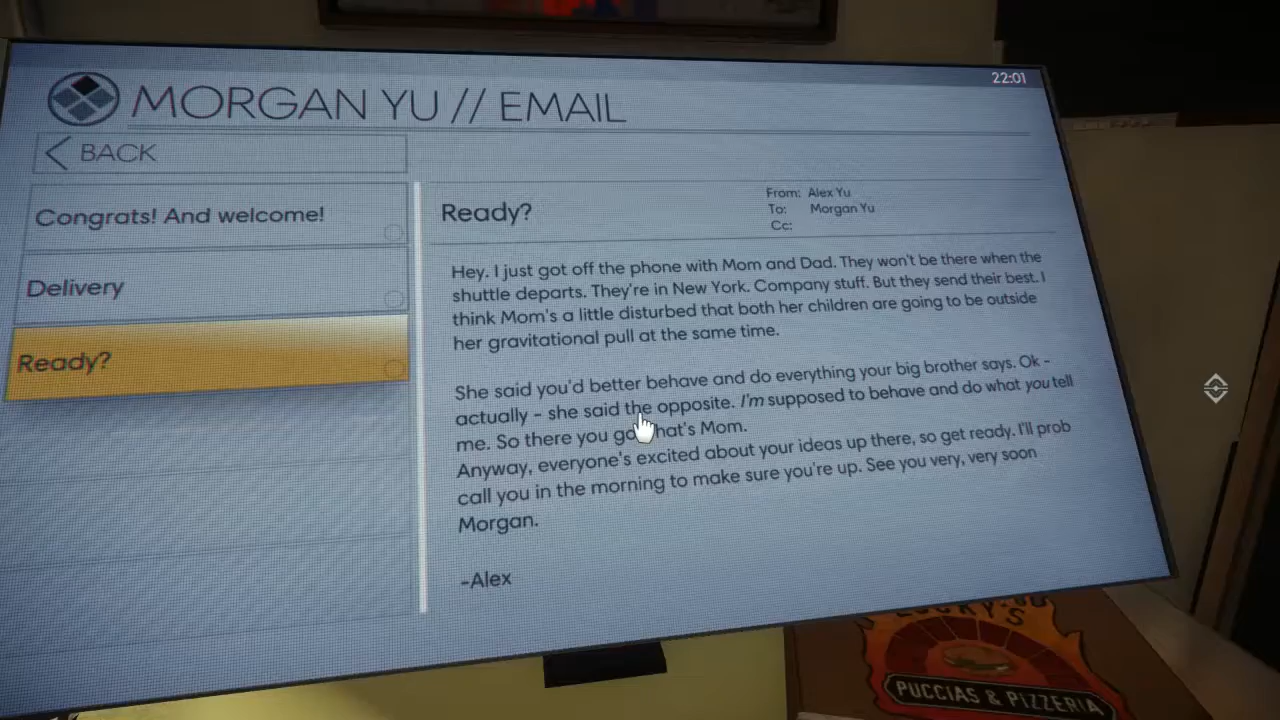 22:01
MORGAN YU // EMAIL
BACK
Congrats! And welcome!
Delivery
Ready?
Ready?
From: Alex Yu
To: Morgan Yu
Cc:
Hey. I just got off the phone with Mom and Dad. They won't be there when the
shuttle departs. They're in New York. Company stuff. But they send their best. I
think Mom's a little disturbed that both her children are going to be outside
her gravitational pull at the same time.
She said you'd better behave and do everything your big brother says. Ok -
actually - she said the opposite. I'm supposed to behave and do what you tell
me. So there you go. That's Mom.
Anyway, everyone's excited about your ideas up there, so get ready. I'll prob
call you in the morning to make sure you're up. See you very, very soon
Morgan.
-Alex
PUCCIAS & PIZZERIA